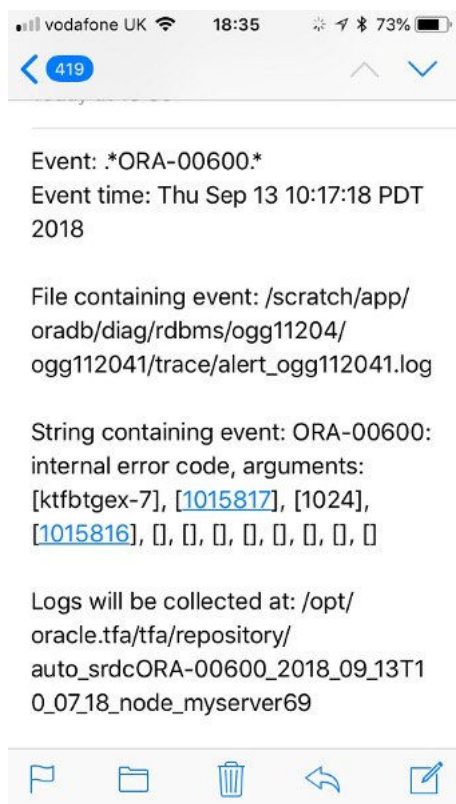 vodafone UK 18:35 73%
419
Event: .*ORA-00600.*
Event time: Thu Sep 13 10:17:18 PDT
2018
File containing event: /scratch/app/
oradb/diag/rdbms/ogg11204/
ogg112041/trace/alert_ogg112041.log
String containing event: ORA-00600:
internal error code, arguments:
[ktfbtgex-7], [1015817], [1024],
[1015816], [], [], [], [], [], [], [], []
Logs will be collected at: /opt/
oracle.tfa/tfa/repository/
auto_srdcORA-00600_2018_09_13T1
0_07_18_node_myserver69